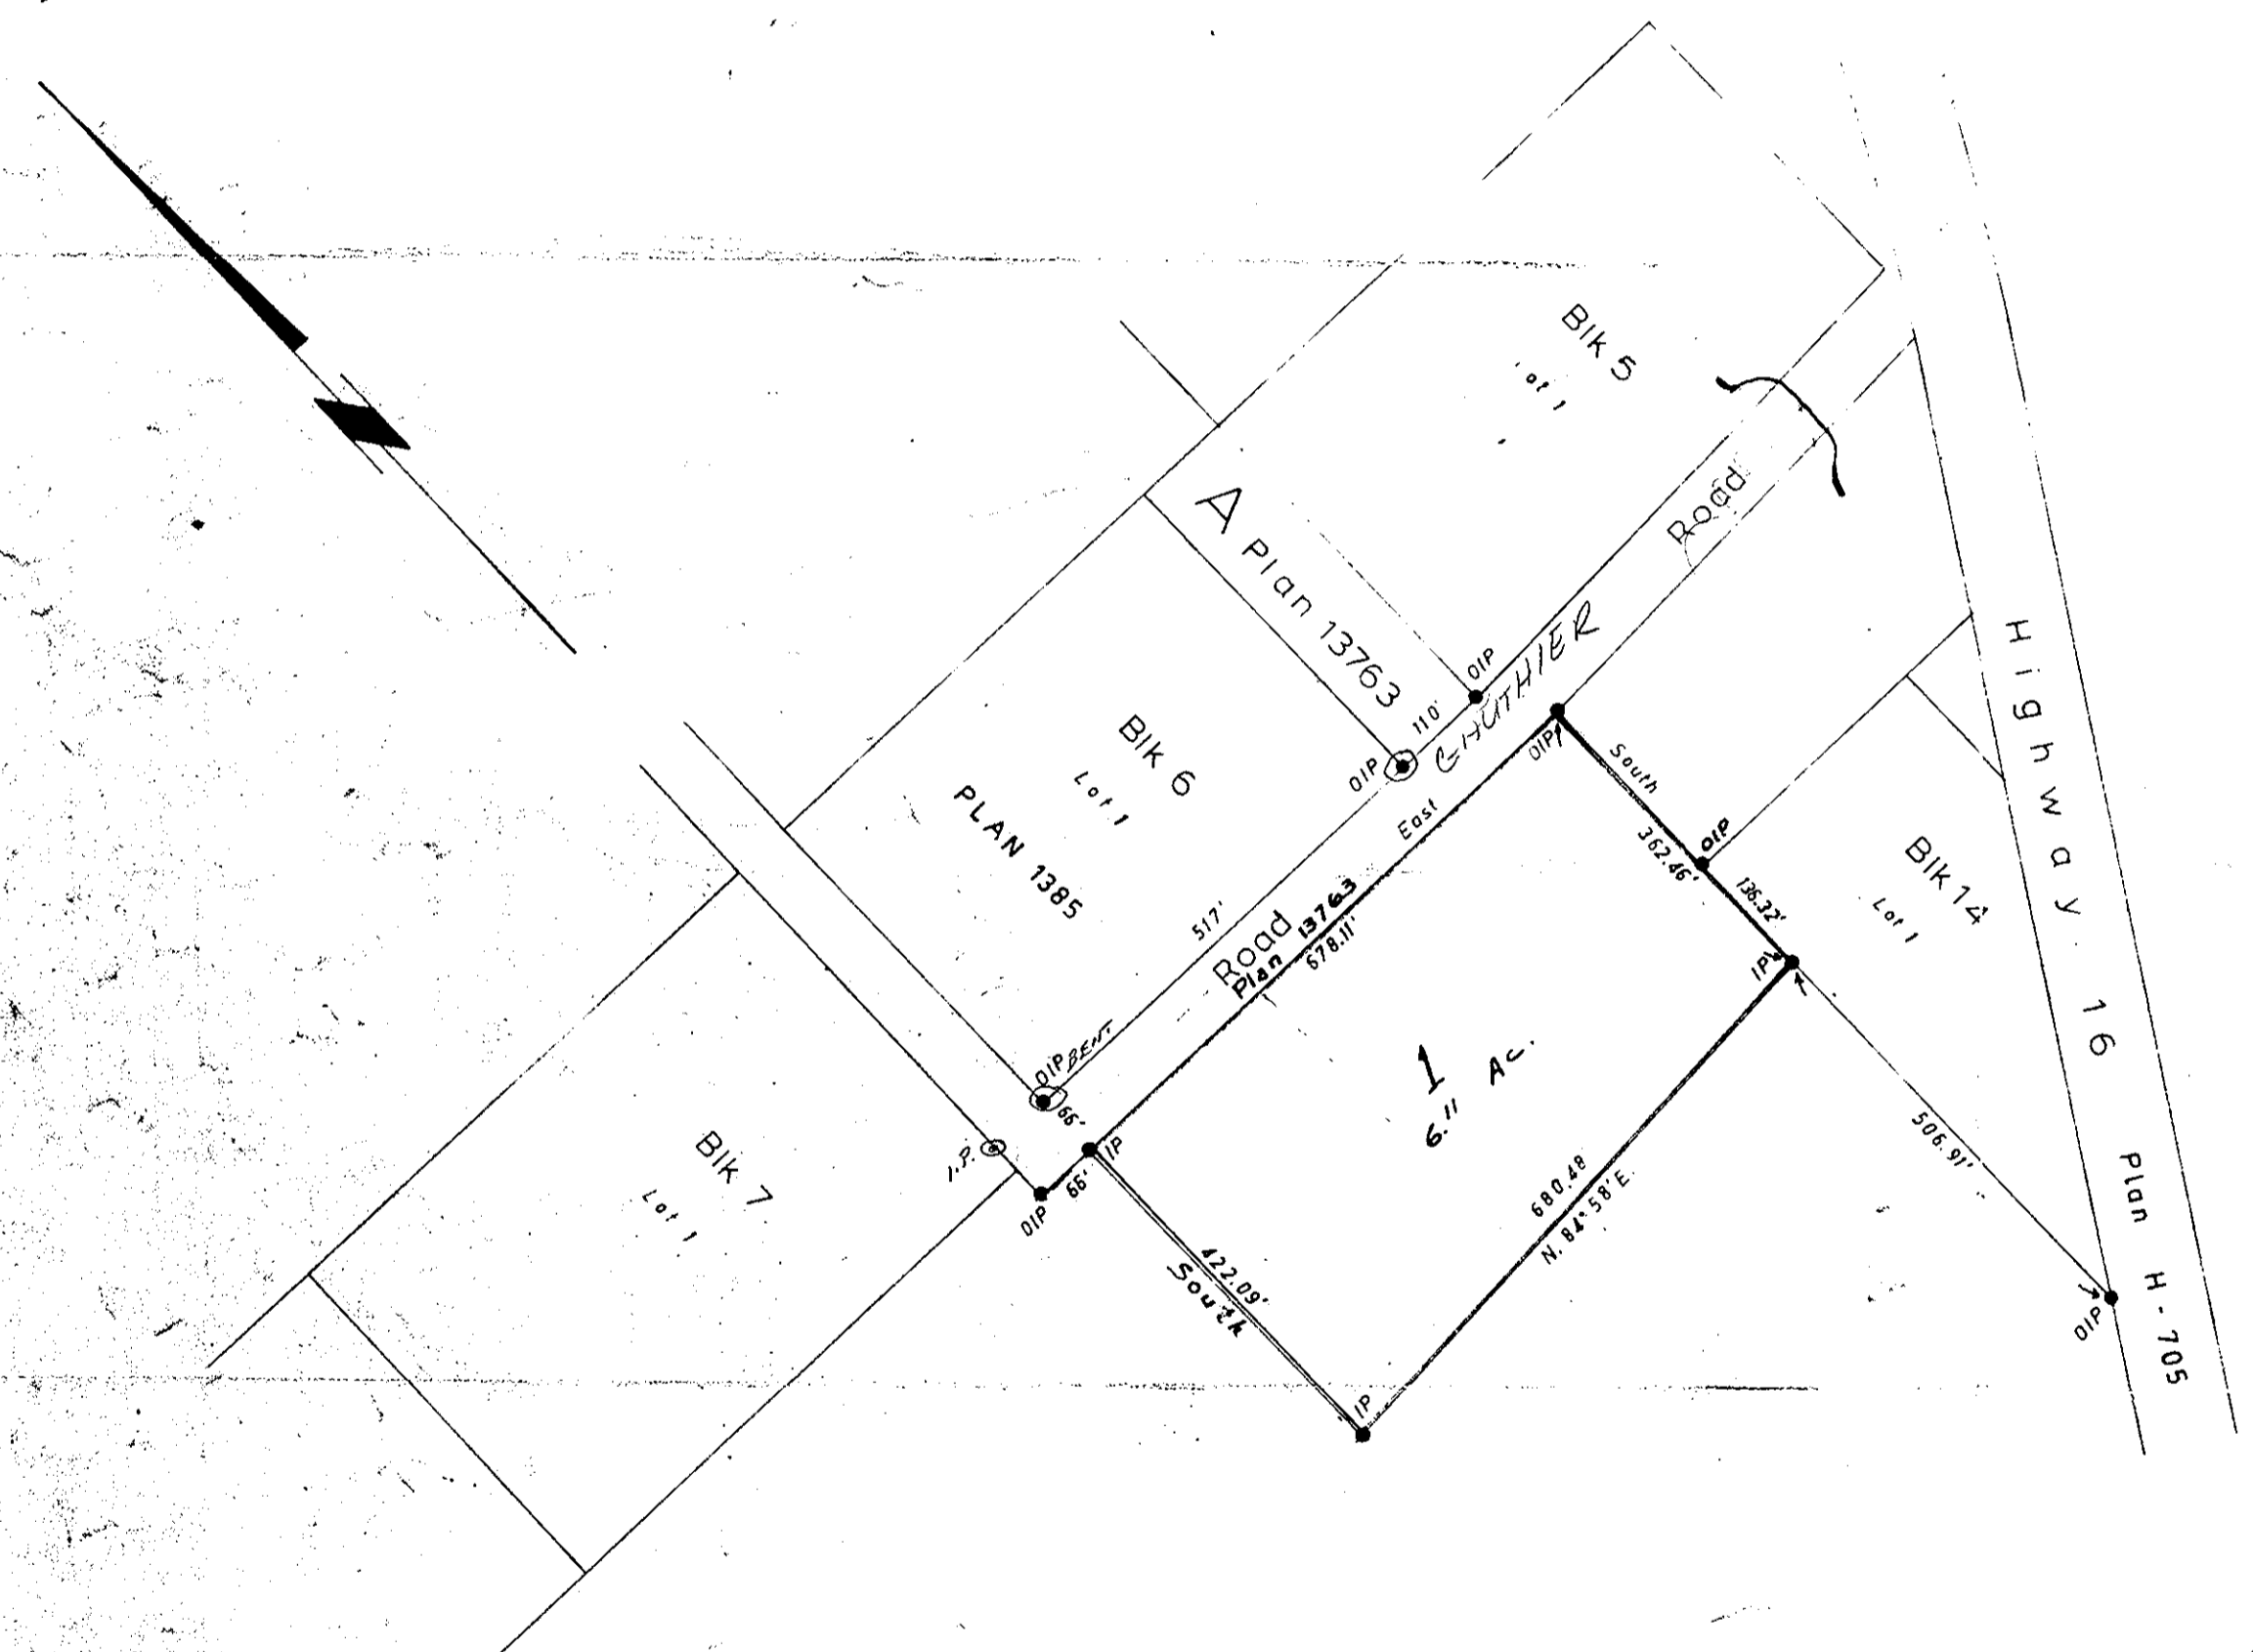 Blk 5
Lot 1
A Plan 13763
Road
OIP
110'
OIP
GAUTHIER
Blk 6
Lot 1
PLAN 1385
517'
Road
Plan 13763
678.11'
East
OIP
South
362.46'
OIP
136.32'
IP
Blk 14
Lot 1
Highway 16 Plan H-705
OIP BENT
66'
IP
66'
OIP
I.P.
Blk 7
Lot 1
1
6.11 Ac.
422.09'
South
680.48
N. 84° 58' E.
IP
506.91'
OIP